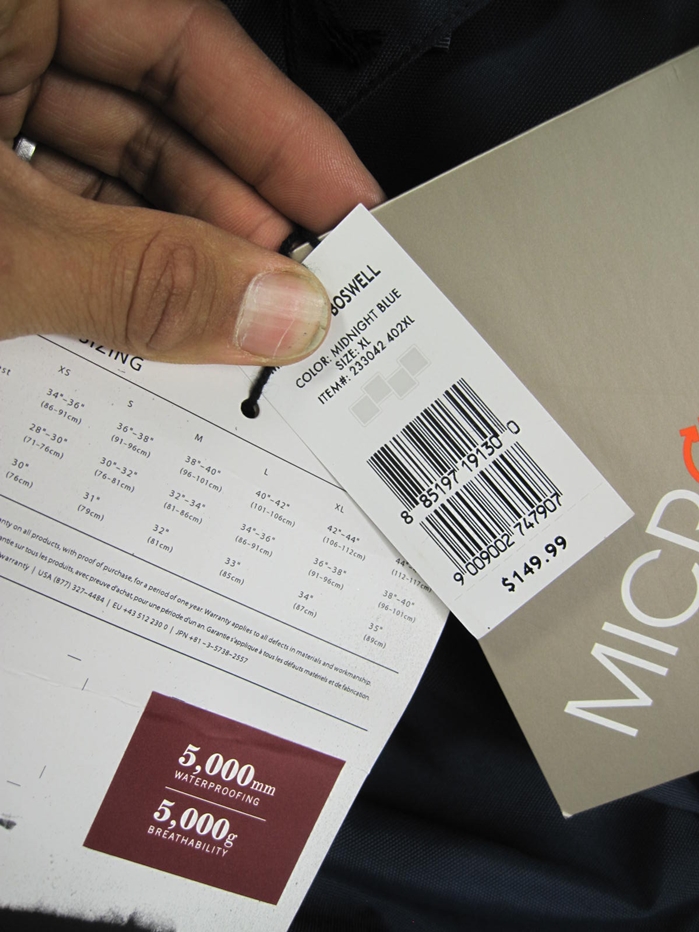 BOSWELL
COLOR: MIDNIGHT BLUE
SIZE: XL
ITEM#: 233042 402XL
8 85197 19130 0
9 009002 747907
$149.99
SIZING
XS
S
M
L
XL
34"-36"
(86-91cm)
36"-38"
(91-96cm)
38"-40"
(96-101cm)
40"-42"
(101-106cm)
42"-44"
(106-112cm)
44"
(112-117cm)
28"-30"
(71-76cm)
30"-32"
(76-81cm)
32"-34"
(81-86cm)
34"-36"
(86-91cm)
36"-38"
(91-96cm)
38"-40"
(96-101cm)
30"
(76cm)
31"
(79cm)
32"
(81cm)
33"
(85cm)
34"
(87cm)
35"
(89cm)
on all products, with proof of purchase, for a period of one year. Warranty applies to all defects in materials and workmanship.
sur tous les produits, avec preuve d'achat, pour une période d'un an. Garantie s'applique à tous les défauts matériels et de fabrication.
warranty | USA (877) 327-4484 | EU +43 512 230 0 | JPN +81-3-5738-2557
5,000mm
WATERPROOFING
5,000g
BREATHABILITY
MICR